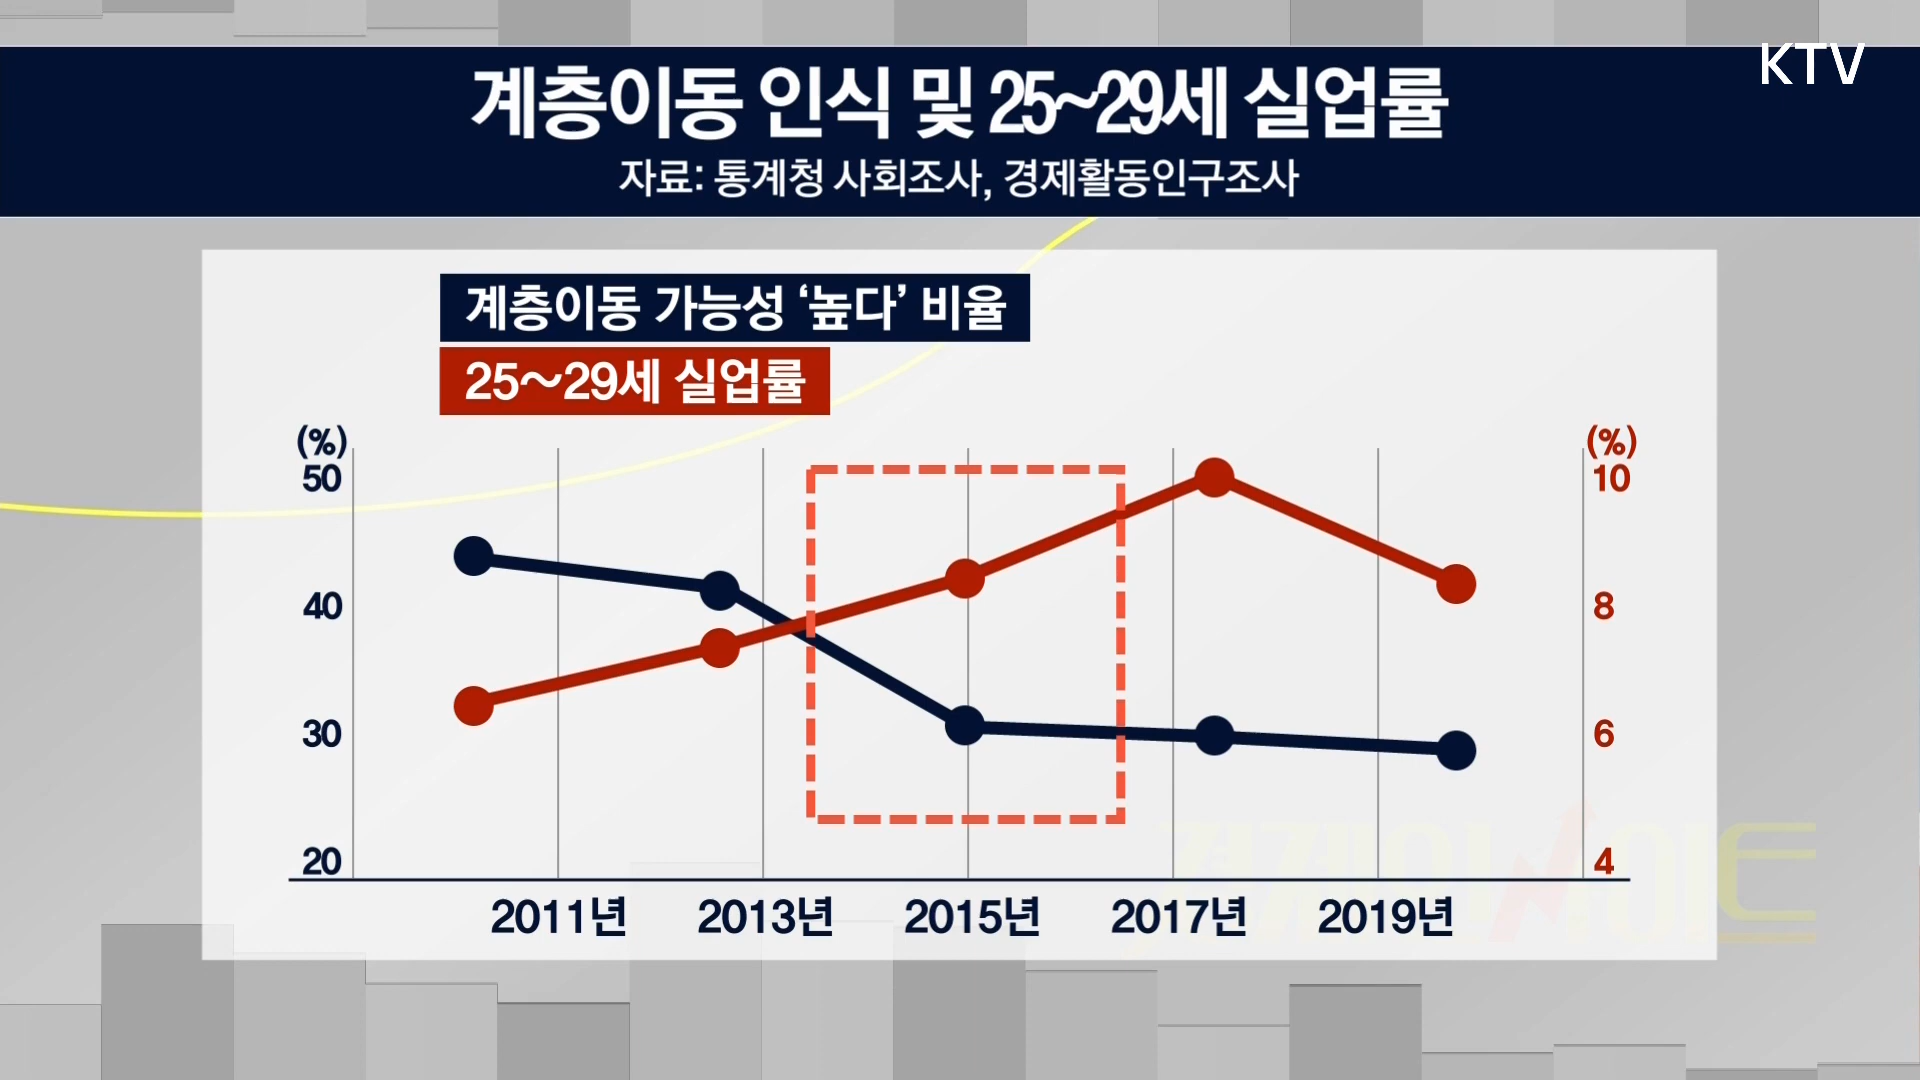 KTV
계층이동 인식 및 25~29세 실업률
자료: 통계청 사회조사, 경제활동인구조사
계층이동 가능성 ‘높다’ 비율
25~29세 실업률
(%)
50
40
30
20
(%)
10
8
6
4
2011년 2013년 2015년 2017년 2019년